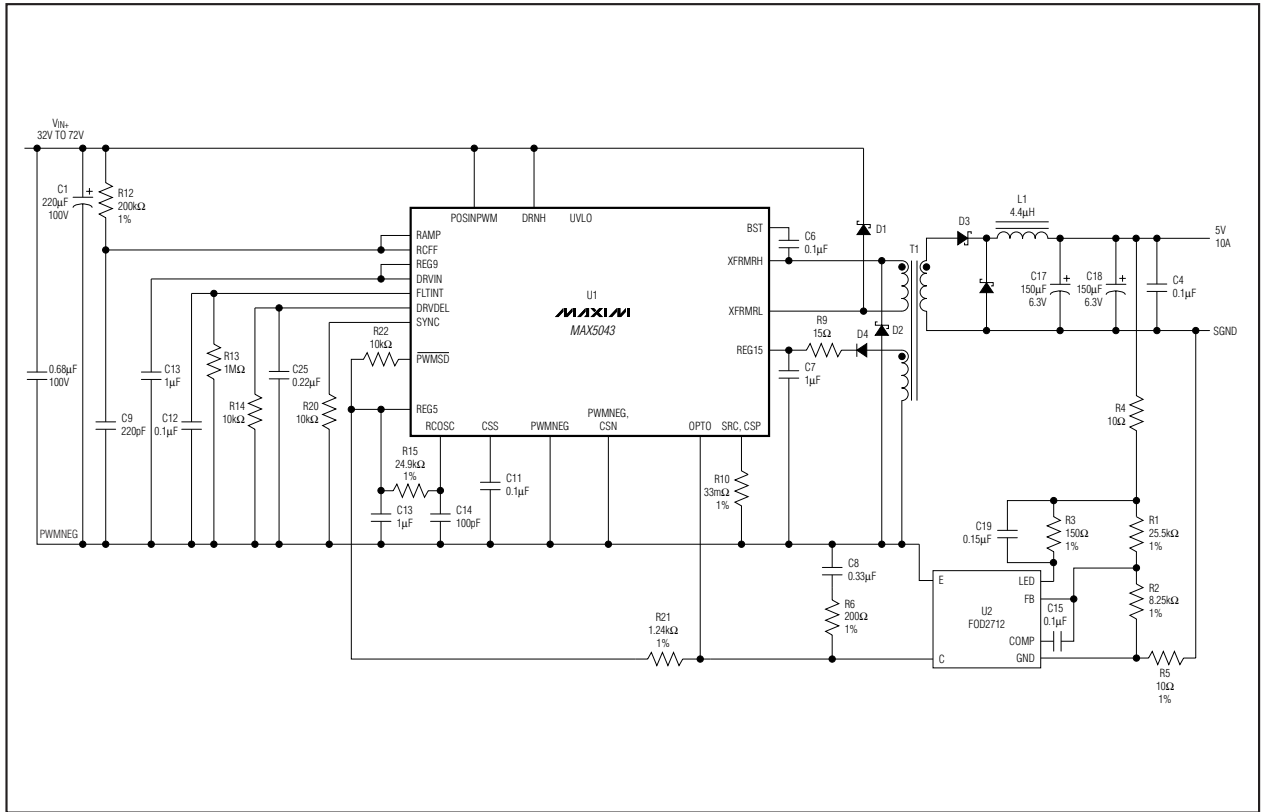 VIN+
32V TO 72V
C1
220µF
100V
R12
200kΩ
1%
0.68µF
100V
C9
220pF
C13
1µF
C12
0.1µF
R13
1MΩ
R14
10kΩ
C25
0.22µF
R20
10kΩ
R22
10kΩ
PWMNEG
POSINPWM
DRNH
UVLO
RAMP
RCFF
REG9
DRVIN
FLTINT
DRVDEL
SYNC
PWMSD
REG5
RCOSC
CSS
PWMNEG
PWMNEG,
CSN
OPTO
SRC, CSP
BST
XFRMRH
XFRMRL
REG15
U1
MAXIM
MAX5043
R15
24.9kΩ
1%
C13
1µF
C14
100pF
C11
0.1µF
R10
33mΩ
1%
C6
0.1µF
D1
T1
D2
R9
15Ω
D4
C7
1µF
D3
L1
4.4µH
C17
150µF
6.3V
C18
150µF
6.3V
C4
0.1µF
5V
10A
SGND
R4
10Ω
C19
0.15µF
R3
150Ω
1%
R1
25.5kΩ
1%
R2
8.25kΩ
1%
C8
0.33µF
R6
200Ω
1%
R21
1.24kΩ
1%
E
C
U2
FOD2712
LED
FB
COMP
GND
C15
0.1µF
R5
10Ω
1%